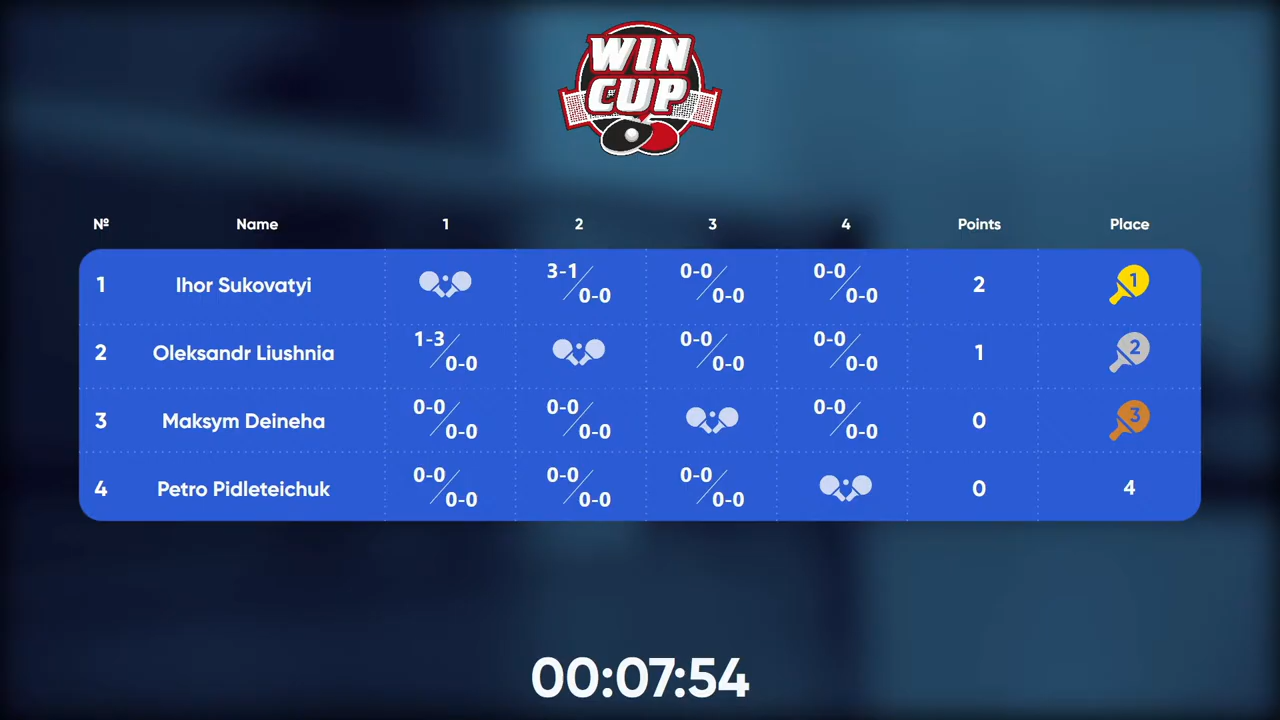 WIN
CUP
№ Name 1 2 3 4 Points Place
1 Ihor Sukovatyi 3-1/0-0 0-0/0-0 0-0/0-0 2 1
2 Oleksandr Liushnia 1-3/0-0 0-0/0-0 0-0/0-0 1 2
3 Maksym Deineha 0-0/0-0 0-0/0-0 0-0/0-0 0 3
4 Petro Pidleteichuk 0-0/0-0 0-0/0-0 0-0/0-0 0 4
00:07:54